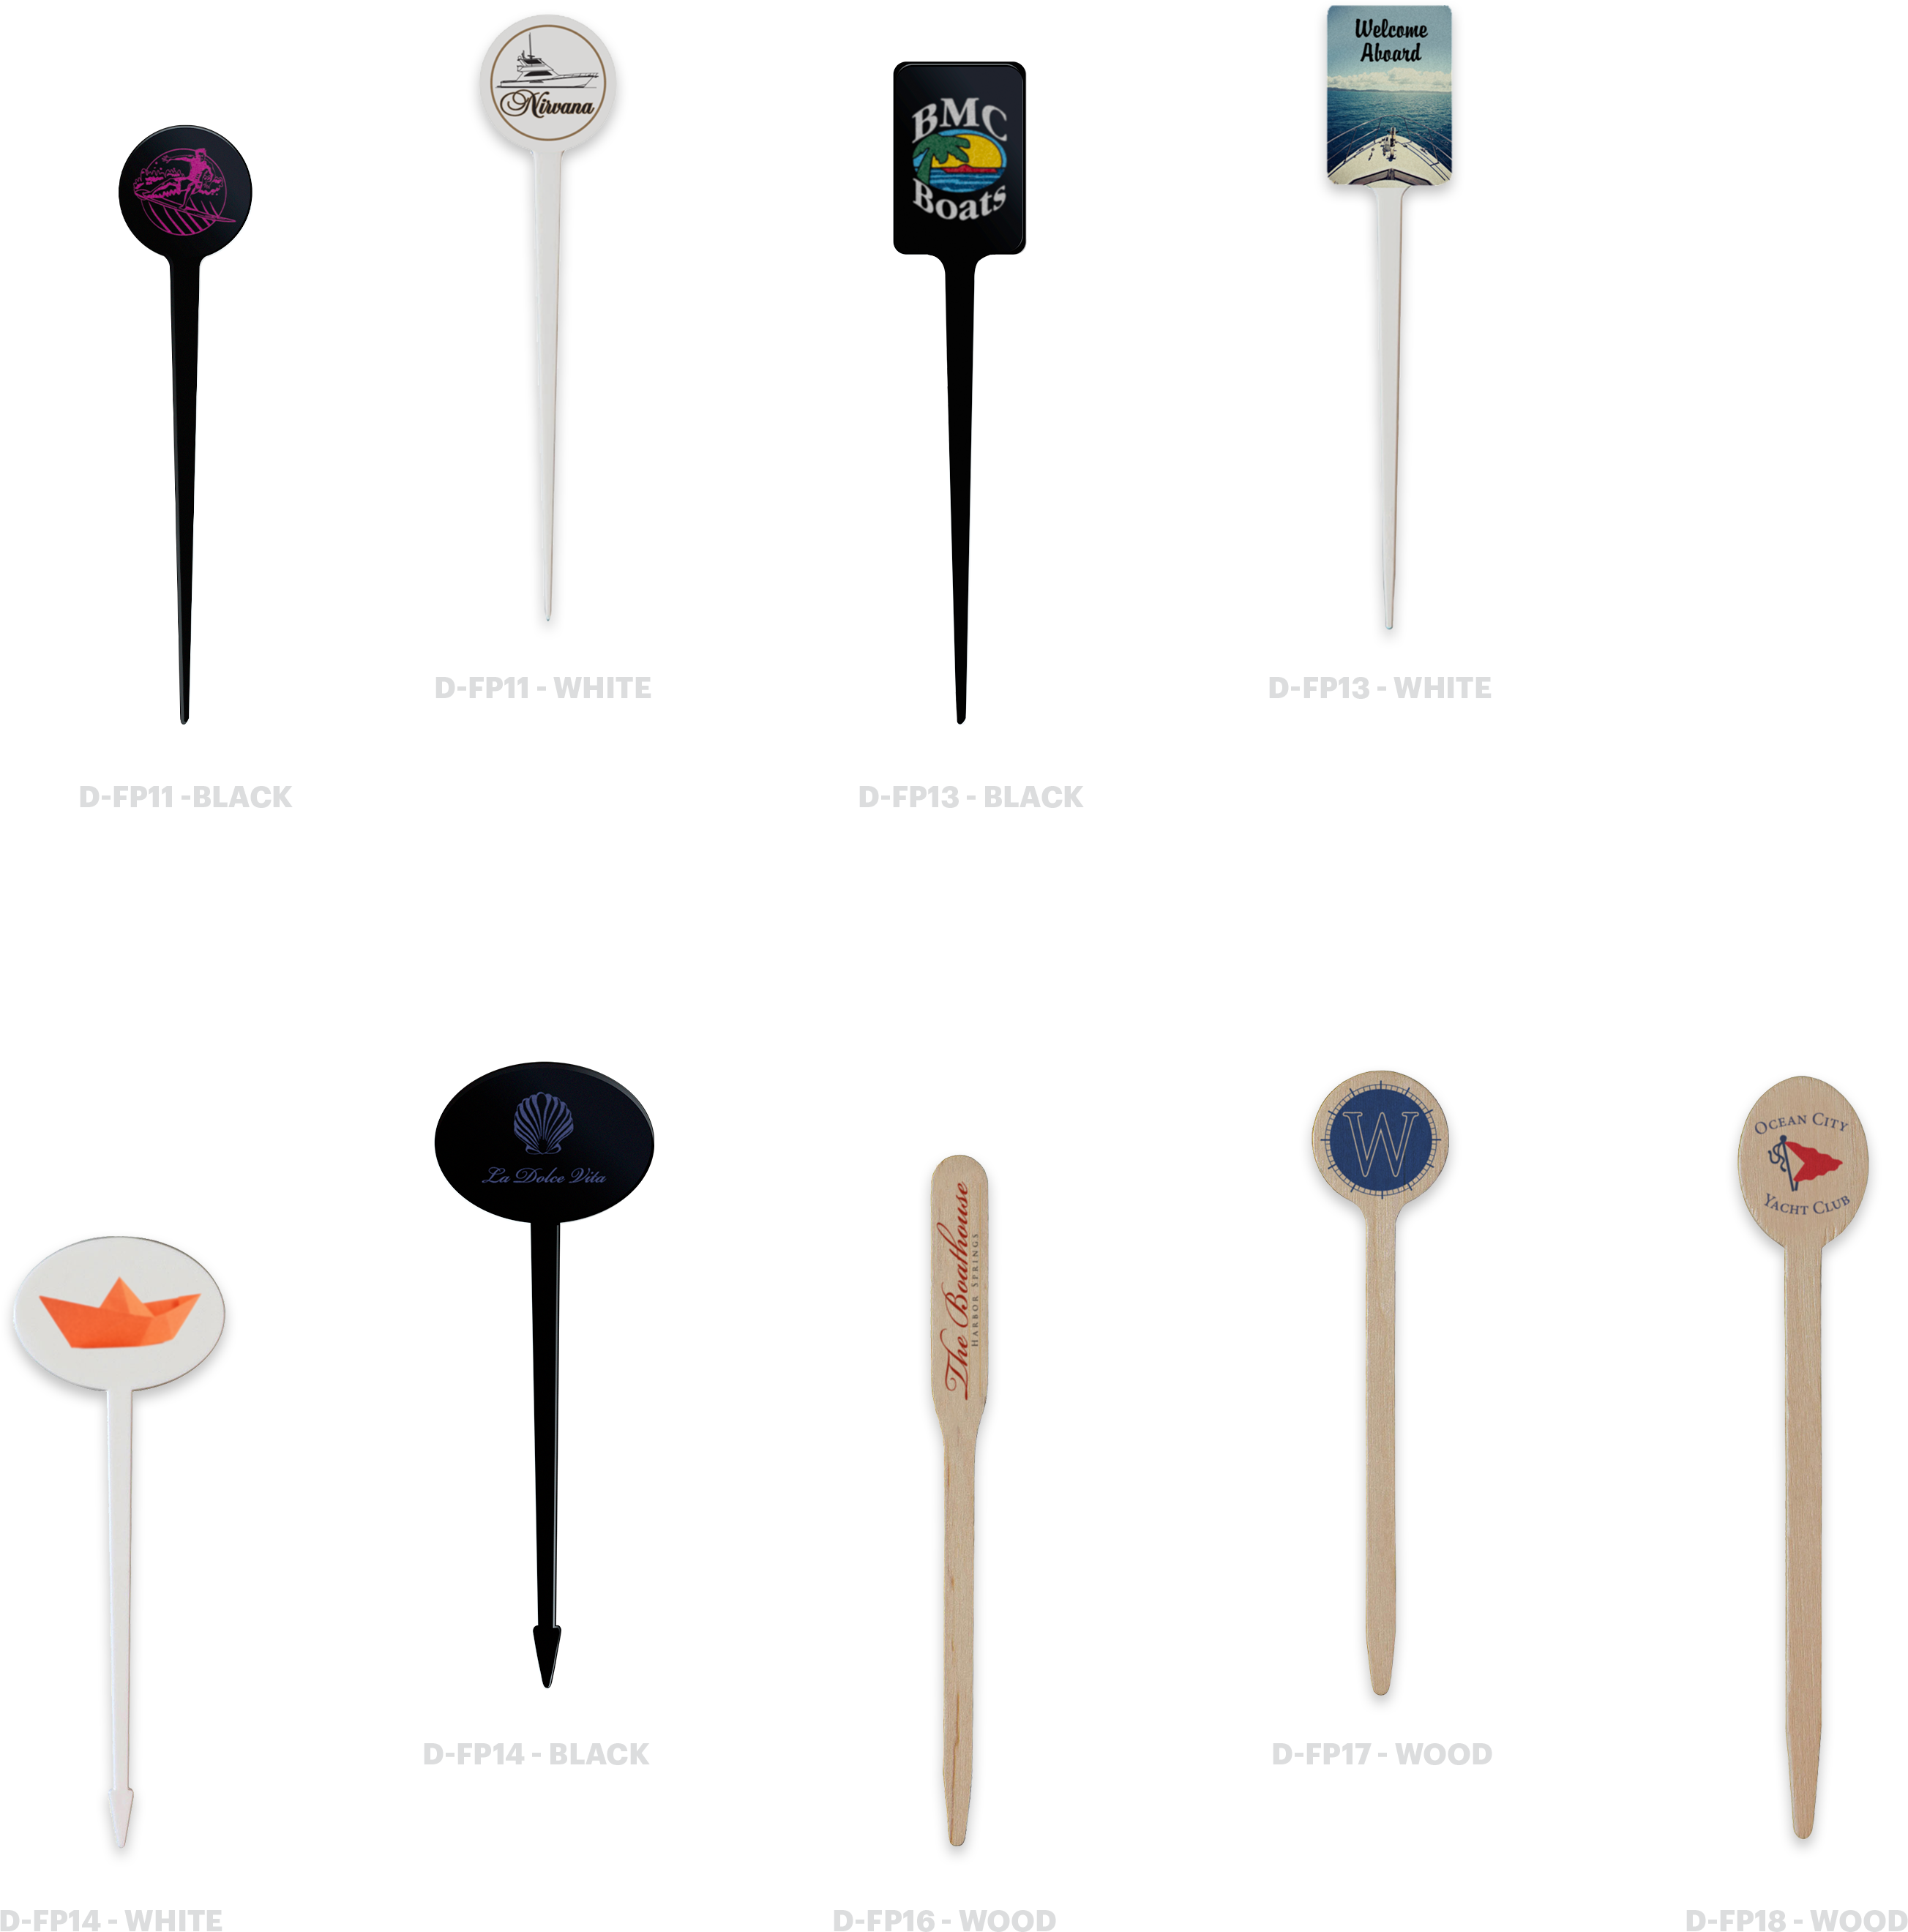 Nirvana
BMC
Boats
Welcome
Aboard
D-FP11 - WHITE
D-FP13 - WHITE
D-FP11 -BLACK
D-FP13 - BLACK
La Dolce Vita
The Boathouse
HARBOR SPRINGS
W
OCEAN CITY
YACHT CLUB
D-FP14 - BLACK
D-FP17 - WOOD
D-FP14 - WHITE
D-FP16 - WOOD
D-FP18 - WOOD